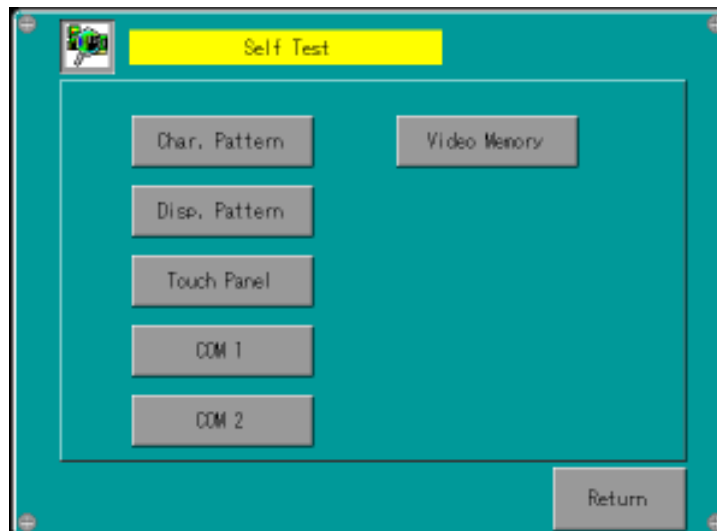 Self Test
Char. Pattern
Video Memory
Disp. Pattern
Touch Panel
COM 1
COM 2
Return